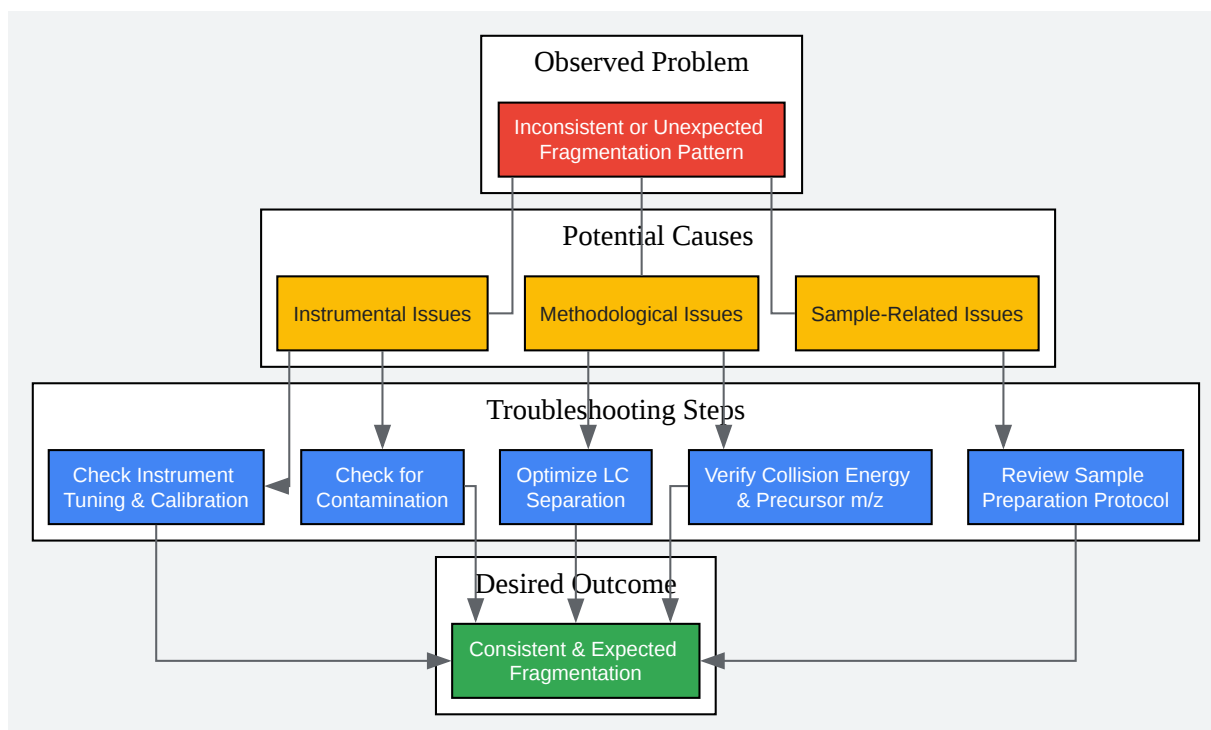 Observed Problem
Inconsistent or Unexpected
Fragmentation Pattern
Potential Causes
Instrumental Issues
Methodological Issues
Sample-Related Issues
Troubleshooting Steps
Check Instrument
Tuning & Calibration
Check for
Contamination
Optimize LC
Separation
Verify Collision Energy
& Precursor m/z
Review Sample
Preparation Protocol
Desired Outcome
Consistent & Expected
Fragmentation